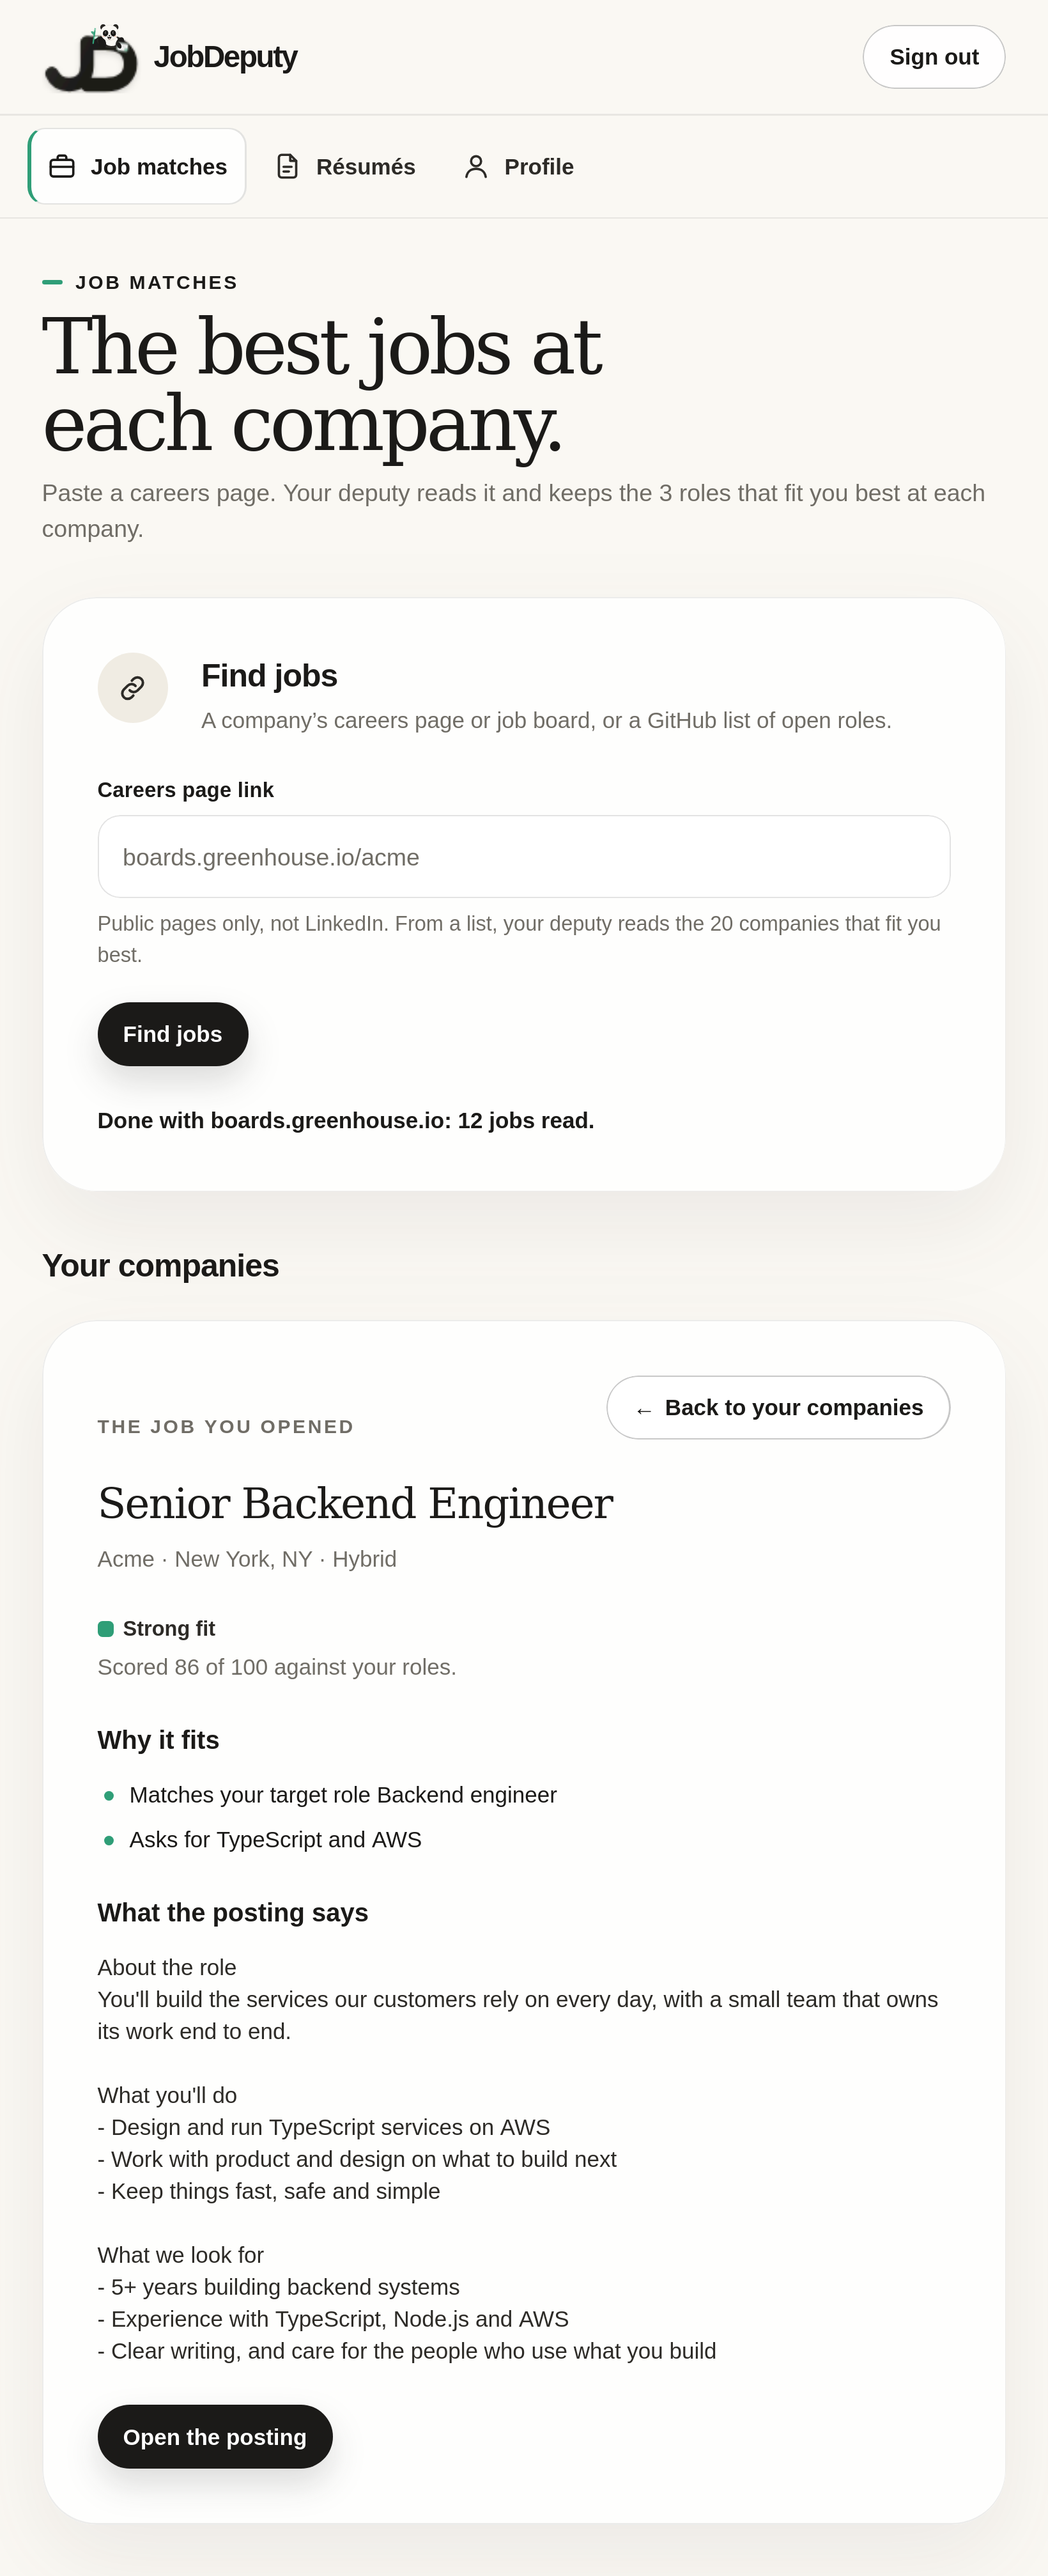 JD
JobDeputy
Sign out
Job matches
Résumés
Profile
JOB MATCHES
The best jobs at
each company.
Paste a careers page. Your deputy reads it and keeps the 3 roles that fit you best at each
company.
Find jobs
A company’s careers page or job board, or a GitHub list of open roles.
Careers page link
boards.greenhouse.io/acme
Public pages only, not LinkedIn. From a list, your deputy reads the 20 companies that fit you
best.
Find jobs
Done with boards.greenhouse.io: 12 jobs read.
Your companies
THE JOB YOU OPENED
← Back to your companies
Senior Backend Engineer
Acme · New York, NY · Hybrid
Strong fit
Scored 86 of 100 against your roles.
Why it fits
• Matches your target role Backend engineer
• Asks for TypeScript and AWS
What the posting says
About the role
You'll build the services our customers rely on every day, with a small team that owns
its work end to end.
What you'll do
- Design and run TypeScript services on AWS
- Work with product and design on what to build next
- Keep things fast, safe and simple
What we look for
- 5+ years building backend systems
- Experience with TypeScript, Node.js and AWS
- Clear writing, and care for the people who use what you build
Open the posting